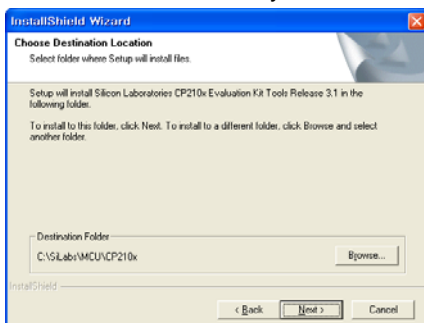 InstallShield Wizard
Choose Destination Location
Select folder where Setup will install files.
Setup will install Silicon Laboratories CP210x Evaluation Kit Tools Release 3.1 in the
following folder.
To install to this folder, click Next. To install to a different folder, click Browse and select
another folder.
Destination Folder
C:\SiLabs\MCU\CP210x
Browse...
InstallShield
< Back
Next >
Cancel